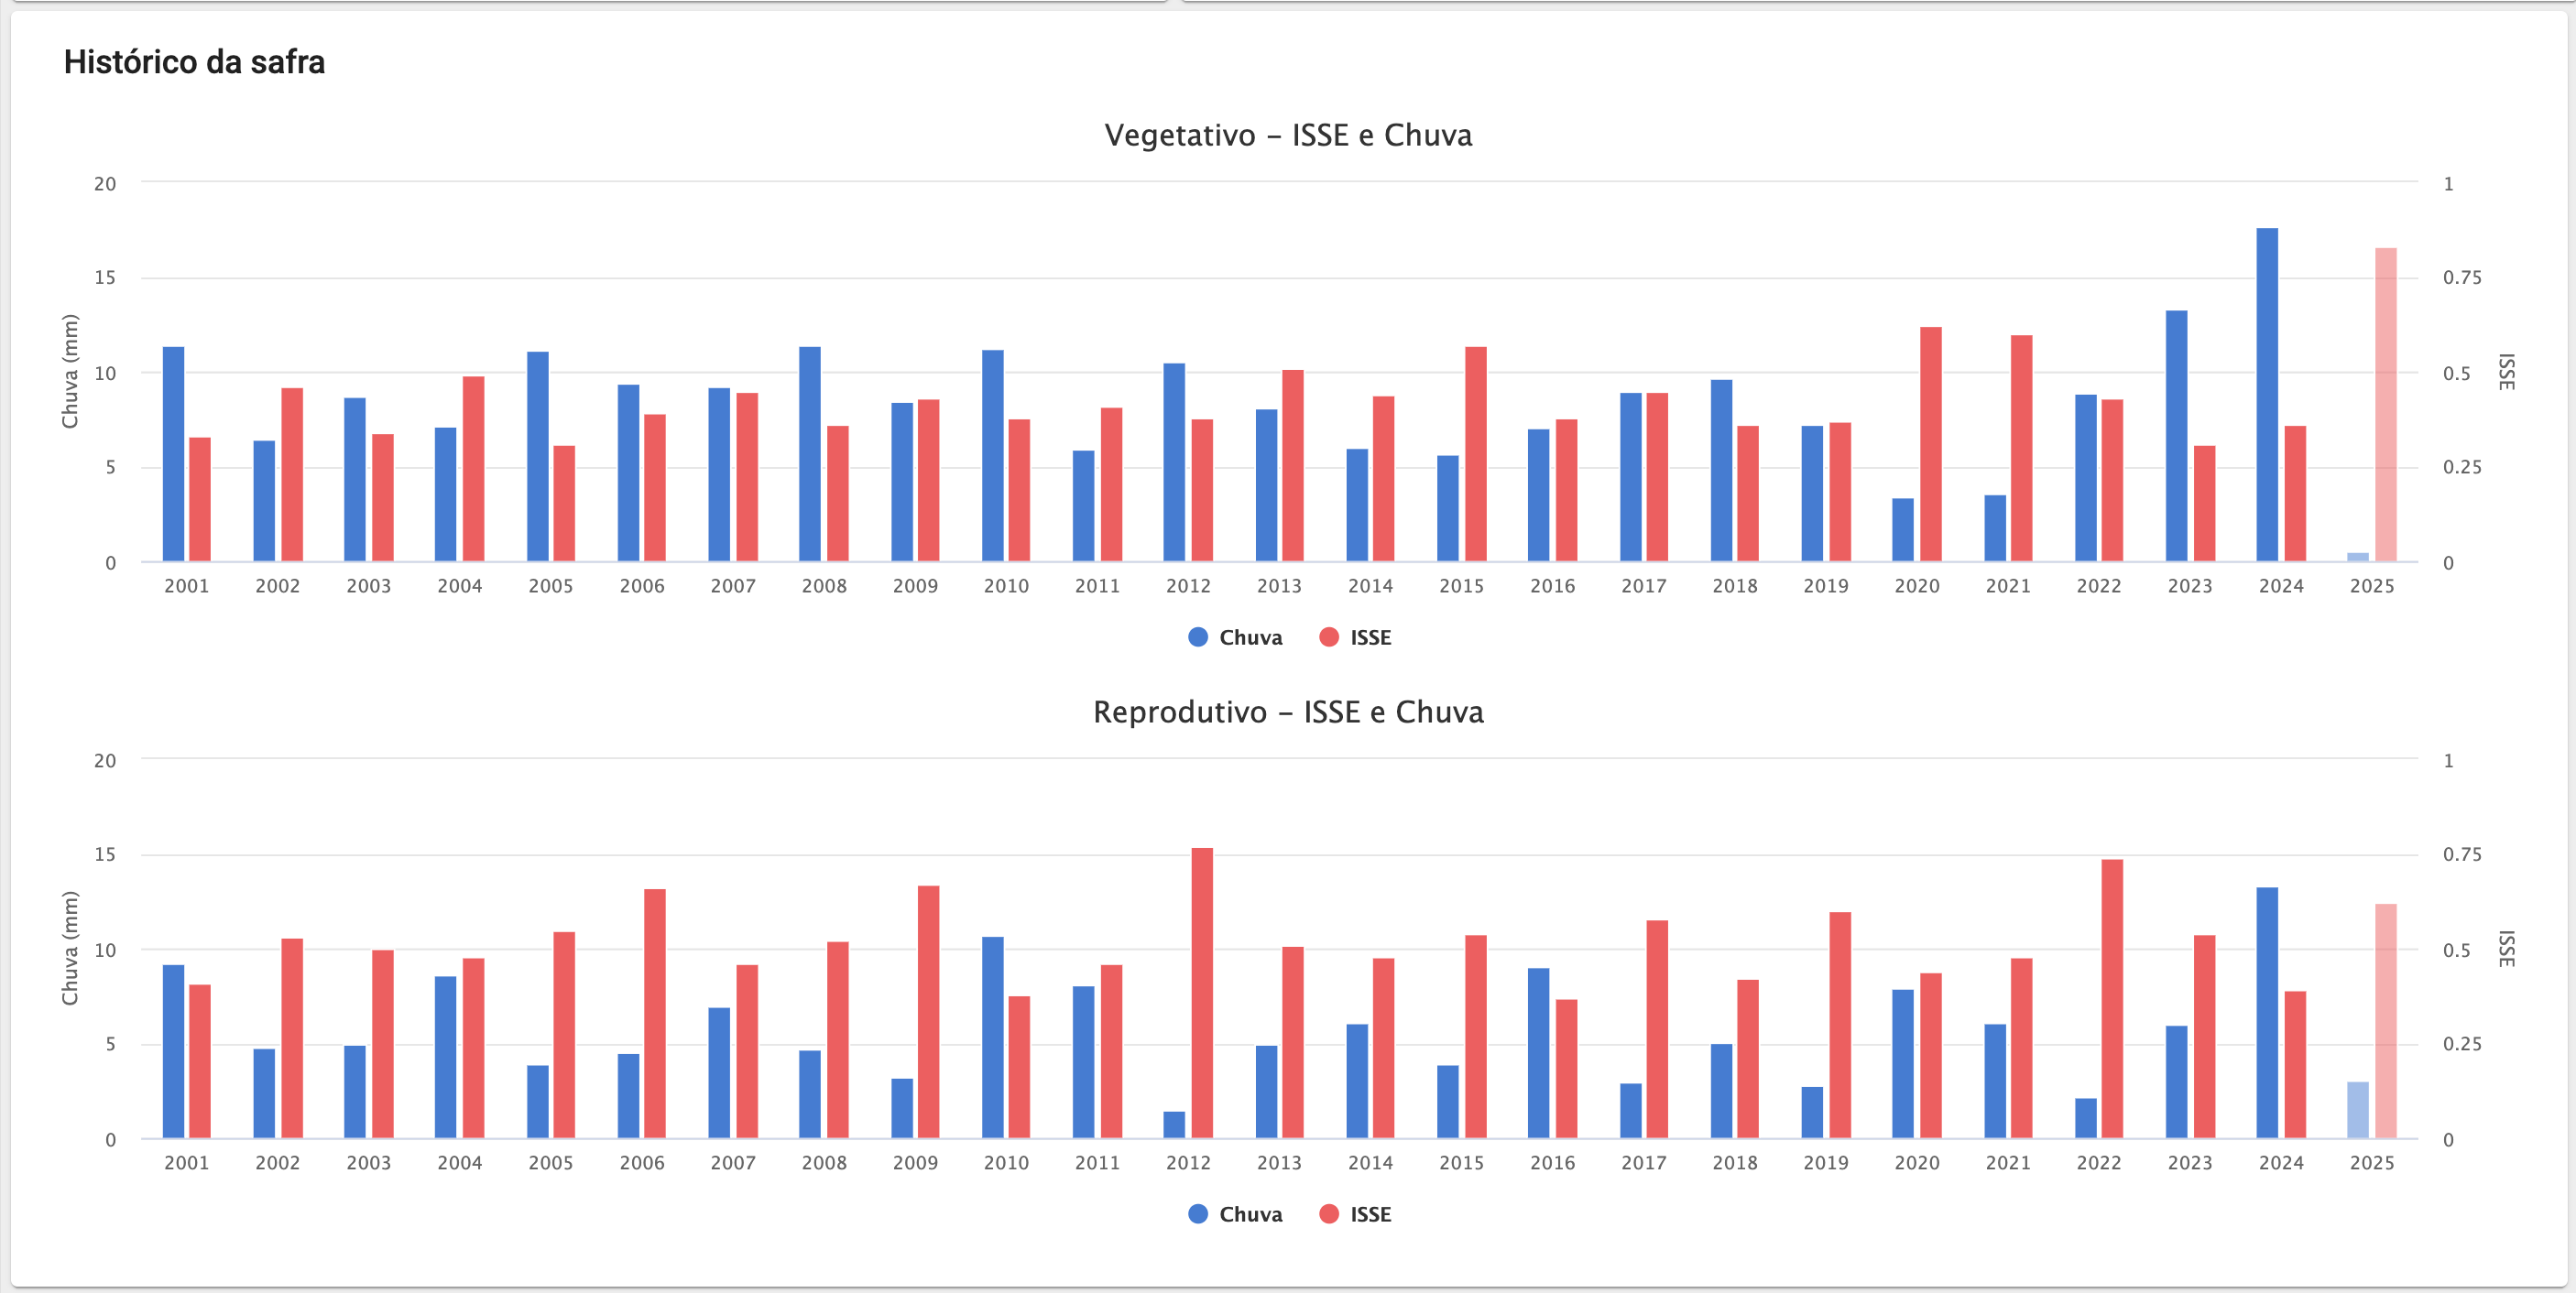 Histórico da safra
Vegetativo – ISSE e Chuva
20 1
15 0.75
10 0.5
5 0.25
0 0
Chuva (mm)
ISSE
2001 2002 2003 2004 2005 2006 2007 2008 2009 2010 2011 2012 2013 2014 2015 2016 2017 2018 2019 2020 2021 2022 2023 2024 2025
Chuva ISSE
Reprodutivo – ISSE e Chuva
20 1
15 0.75
10 0.5
5 0.25
0 0
Chuva (mm)
ISSE
2001 2002 2003 2004 2005 2006 2007 2008 2009 2010 2011 2012 2013 2014 2015 2016 2017 2018 2019 2020 2021 2022 2023 2024 2025
Chuva ISSE